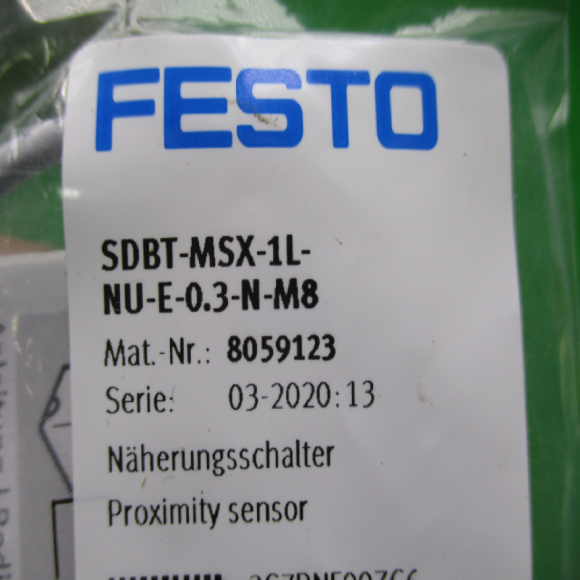 FESTO
SDBT-MSX-1L-
NU-E-0.3-N-M8
Mat.-Nr.: 8059123
Serie: 03-2020:13
Näherungsschalter
Proximity sensor